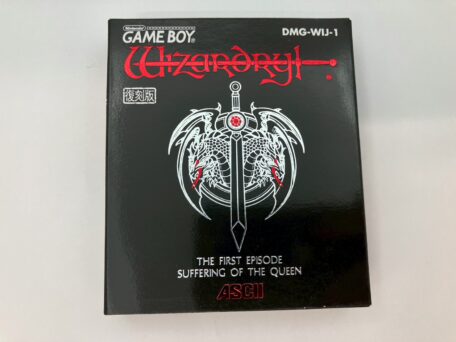 Nintendo
GAME BOY
DMG-WIJ-1
Wizardry I
復刻版
THE FIRST EPISODE
SUFFERING OF THE QUEEN
ASCII